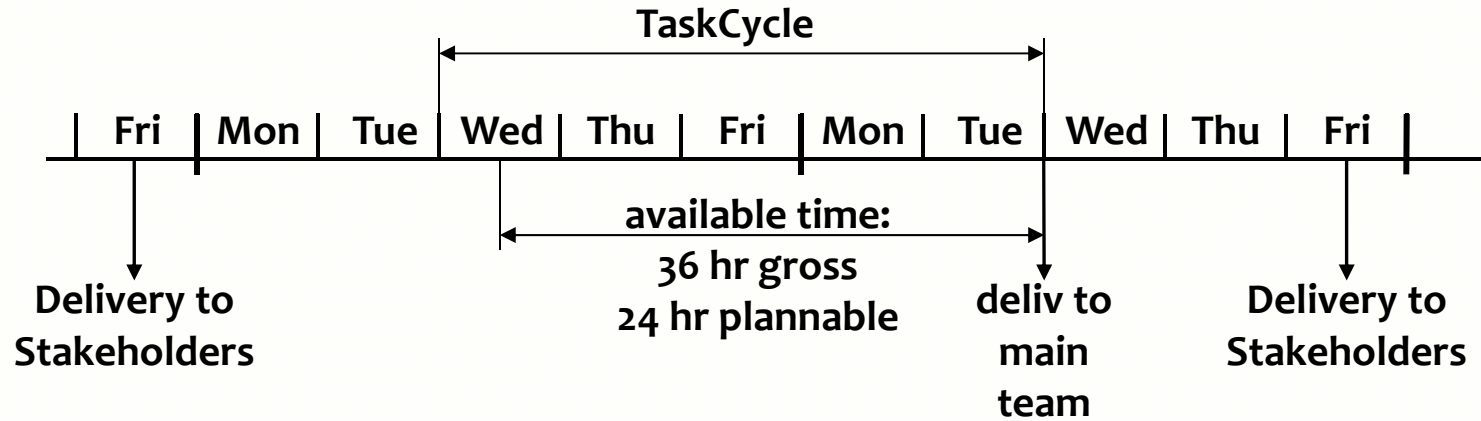 TaskCycle
Fri Mon Tue Wed Thu Fri Mon Tue Wed Thu Fri
available time:
36 hr gross
24 hr plannable
Delivery to
Stakeholders
deliv to
main
team
Delivery to
Stakeholders